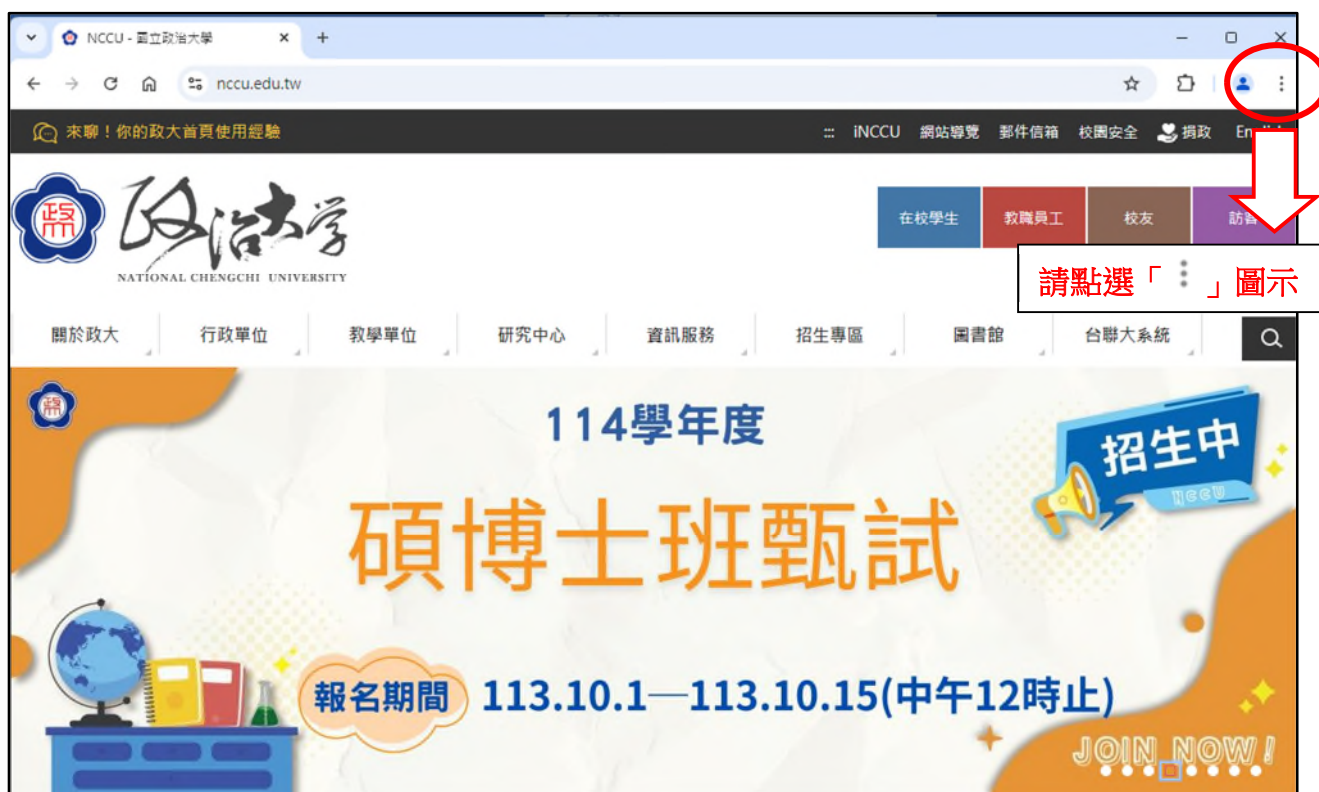 NCCU - 國立政治大學
nccu.edu.tw
來聊！你的政大首頁使用經驗
::: iNCCU 網站導覽 郵件信箱 校園安全 捐政
政
政治大学
NATIONAL CHENGCHI UNIVERSITY
在校學生 教職員工 校友
請點選「⋮」圖示
關於政大 行政單位 教學單位 研究中心 資訊服務 招生專區 圖書館 台聯大系統
114學年度
招生中
NCCU
碩博士班甄試
報名期間 113.10.1—113.10.15(中午12時止)
JOIN NOW!